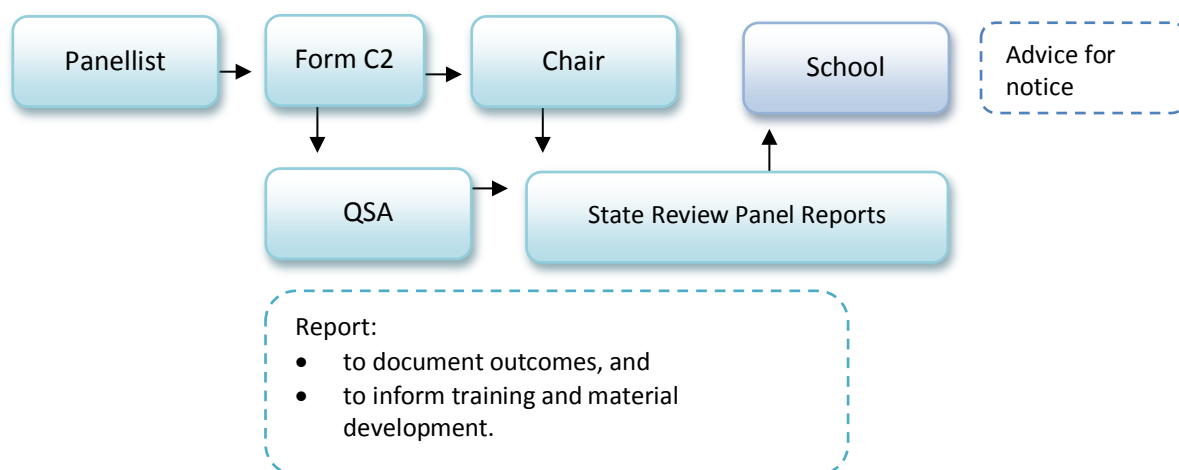 Panellist
Form C2
Chair
School
Advice for
notice
QSA
State Review Panel Reports
Report:
• to document outcomes, and
• to inform training and material
development.